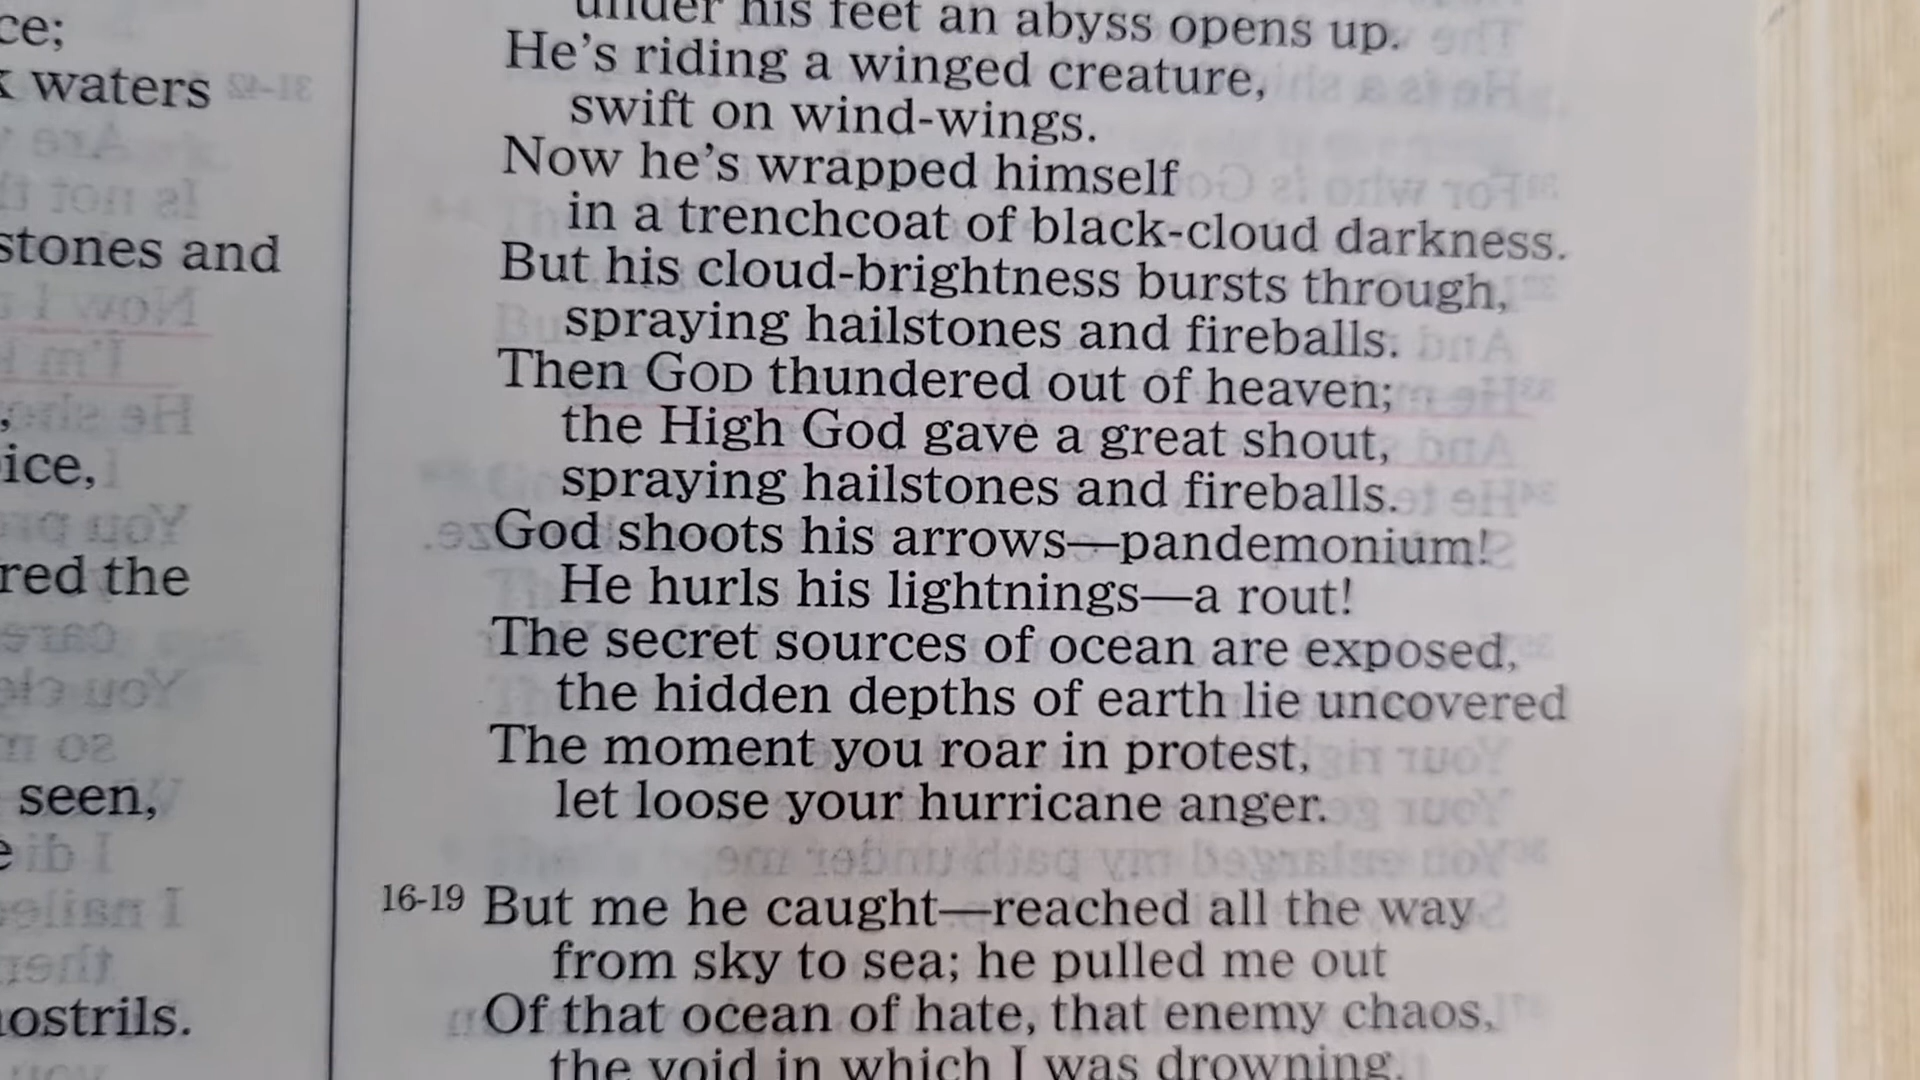 ce;
waters
stones and
ice,
red the
seen,
nostrils.
under his feet an abyss opens up.
He's riding a winged creature,
swift on wind-wings.
Now he's wrapped himself
in a trenchcoat of black-cloud darkness.
But his cloud-brightness bursts through,
spraying hailstones and fireballs.
Then GOD thundered out of heaven;
the High God gave a great shout,
spraying hailstones and fireballs.
God shoots his arrows—pandemonium!
He hurls his lightnings—a rout!
The secret sources of ocean are exposed,
the hidden depths of earth lie uncovered
The moment you roar in protest,
let loose your hurricane anger.
16-19 But me he caught—reached all the way
from sky to sea; he pulled me out
Of that ocean of hate, that enemy chaos,
the void in which I was drowning.